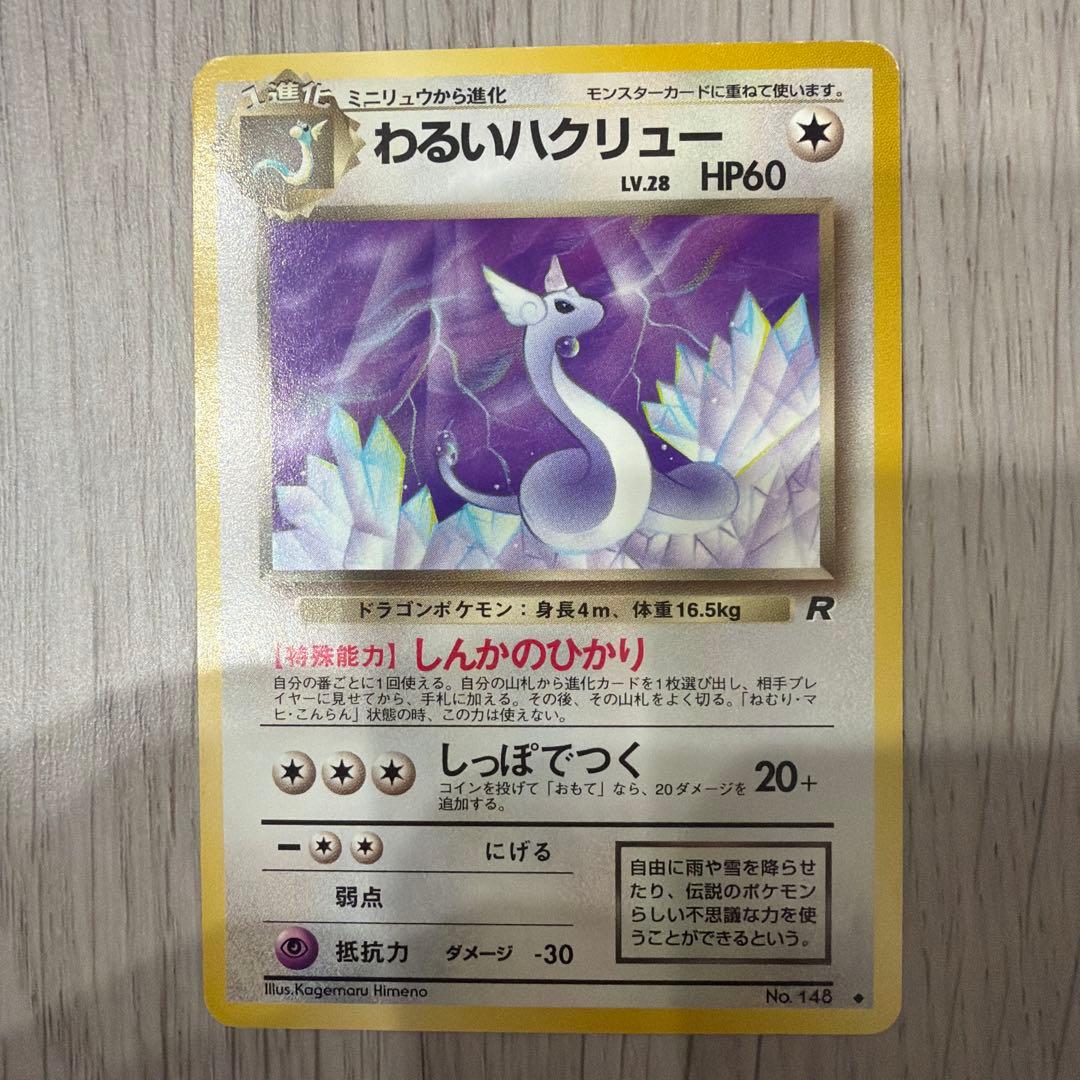 1進化
ミニリュウから進化
モンスターカードに重ねて使います。
わるいハクリュー
LV.28 HP60
ドラゴンポケモン：身長4m、体重16.5kg
R
【特殊能力】しんかのひかり
自分の番ごとに1回使える。自分の山札から進化カードを1枚選び出し、相手プレ
イヤーに見せてから、手札に加える。その後、その山札をよく切る。「ねむり・マ
ヒ・こんらん」状態の時、この力は使えない。
しっぽでつく
20+
コインを投げて「おもて」なら、20ダメージを
追加する。
にげる
弱点
抵抗力 ダメージ -30
自由に雨や雪を降らせ
たり、伝説のポケモン
らしい不思議な力を使
うことができるという。
Illus.Kagemaru Himeno
No. 148